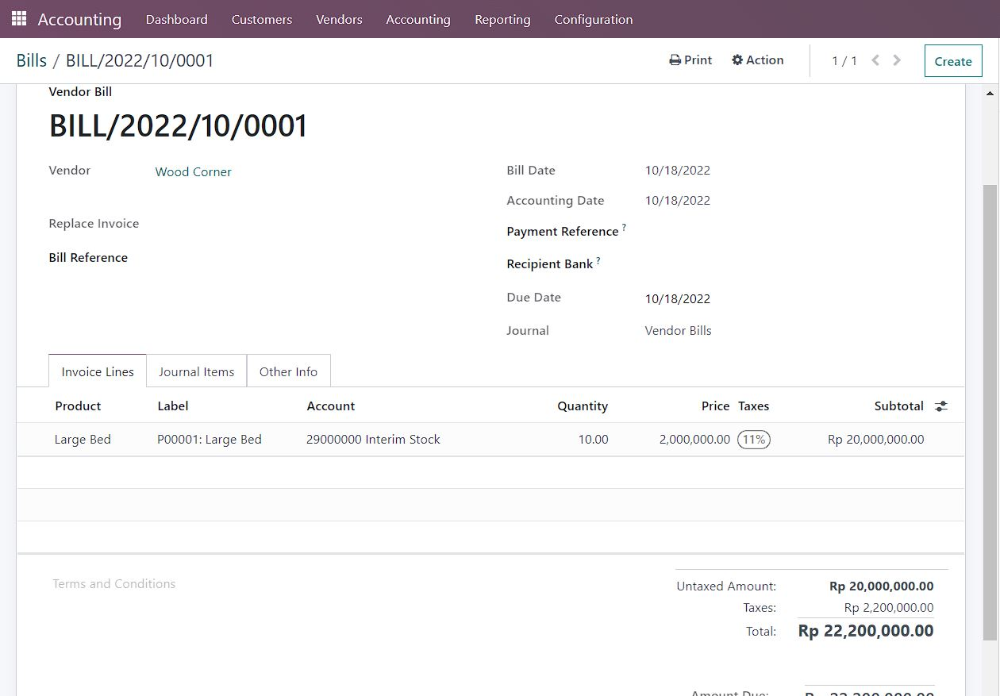 Accounting Dashboard Customers Vendors Accounting Reporting Configuration
Bills / BILL/2022/10/0001 Print Action 1 / 1 Create
Vendor Bill
BILL/2022/10/0001
Vendor Wood Corner Bill Date 10/18/2022
Accounting Date 10/18/2022
Replace Invoice Payment Reference ?
Bill Reference Recipient Bank ?
Due Date 10/18/2022
Journal Vendor Bills
Invoice Lines Journal Items Other Info
Product Label Account Quantity Price Taxes Subtotal
Large Bed P00001: Large Bed 29000000 Interim Stock 10.00 2,000,000.00 11% Rp 20,000,000.00
Terms and Conditions Untaxed Amount: Rp 20,000,000.00
Taxes: Rp 2,200,000.00
Total: Rp 22,200,000.00
Amount Due: Rp 22,200,000.00